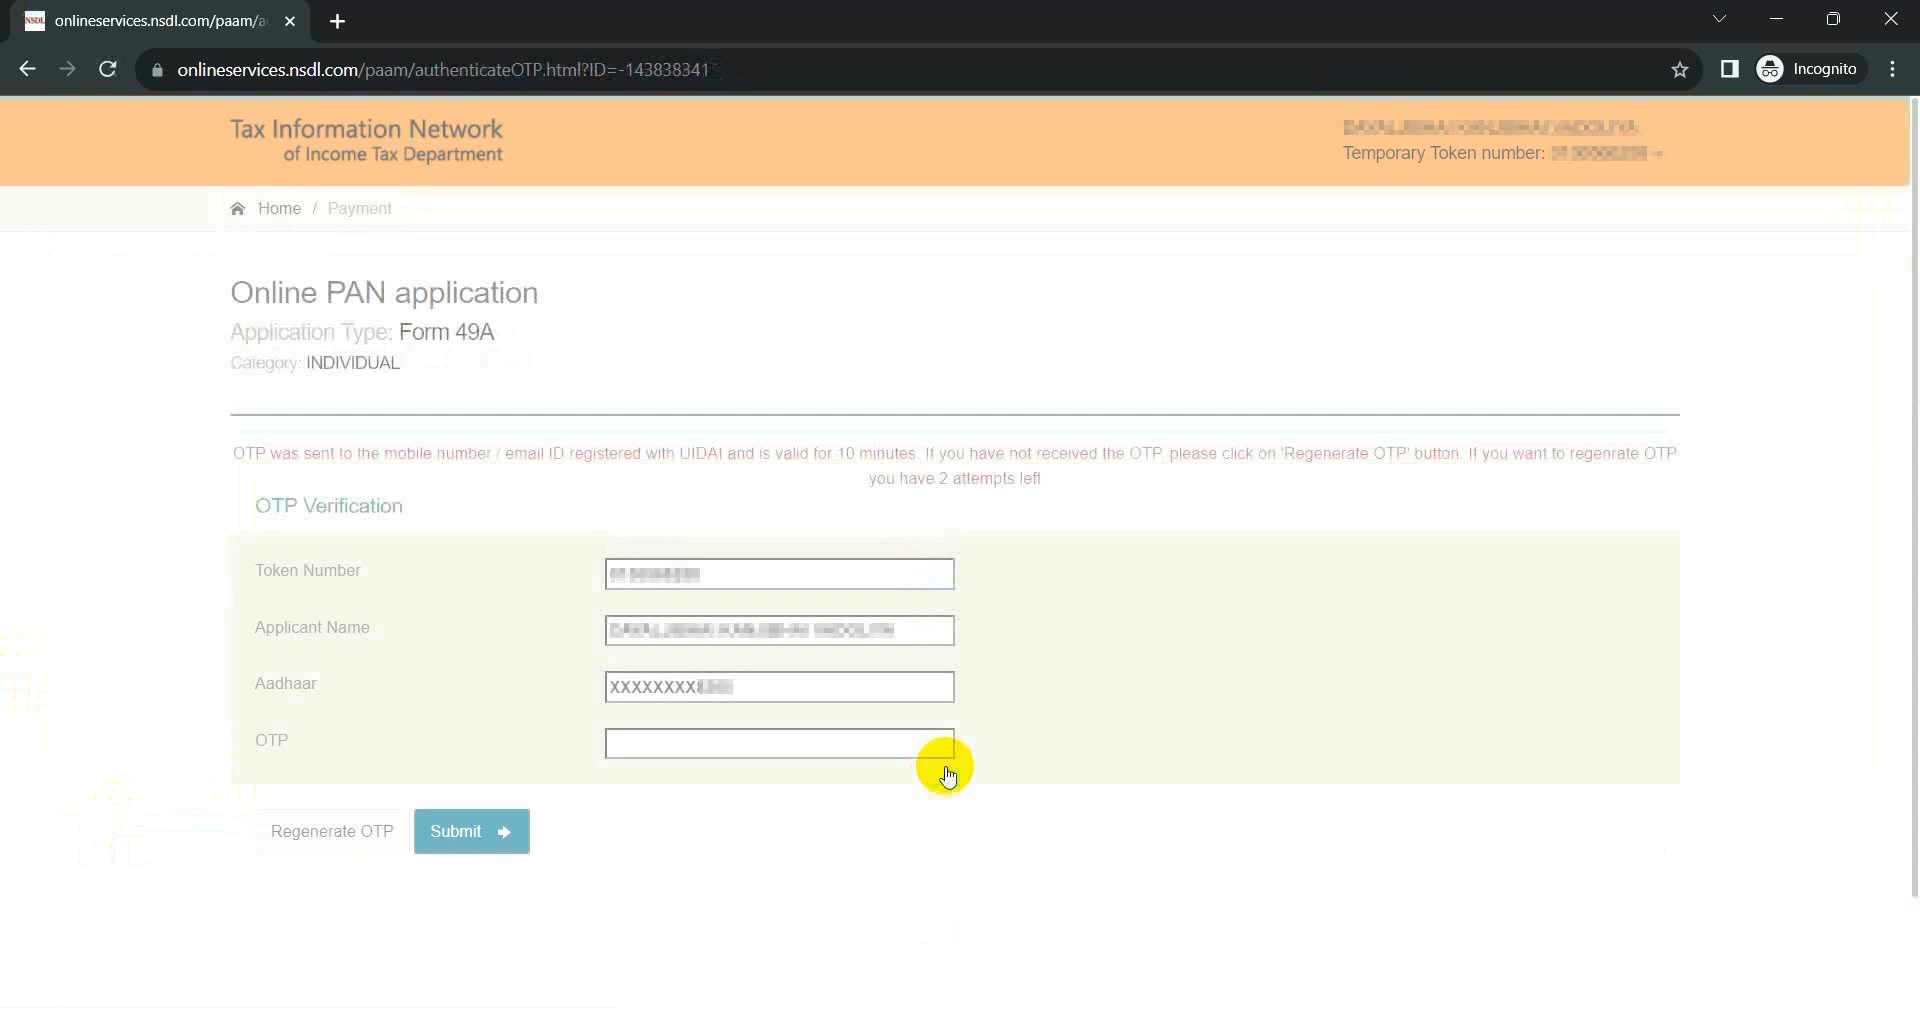 NSDL
onlineservices.nsdl.com/paam/a
onlineservices.nsdl.com/paam/authenticateOTP.html?ID=-143838341
Incognito
Tax Information Network
of Income Tax Department
Temporary Token number:
Home / Payment
Online PAN application
Application Type: Form 49A
Category: INDIVIDUAL
OTP was sent to the mobile number / email ID registered with UIDAI and is valid for 10 minutes. If you have not received the OTP, please click on 'Regenerate OTP' button. If you want to regenrate OTP
you have 2 attempts left
OTP Verification
Token Number
Applicant Name
Aadhaar XXXXXXXX
OTP
Regenerate OTP Submit